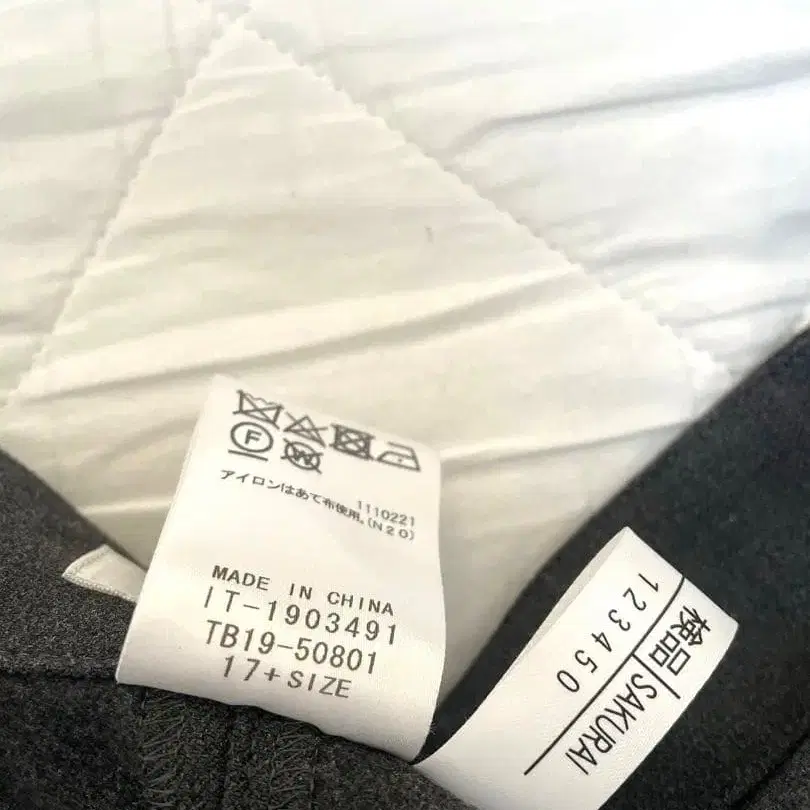 F
W
アイロンはあて布使用。(N20)
1110221
MADE IN CHINA
IT-1903491
TB19-50801
17+SIZE
検品 SAKURAI
123450